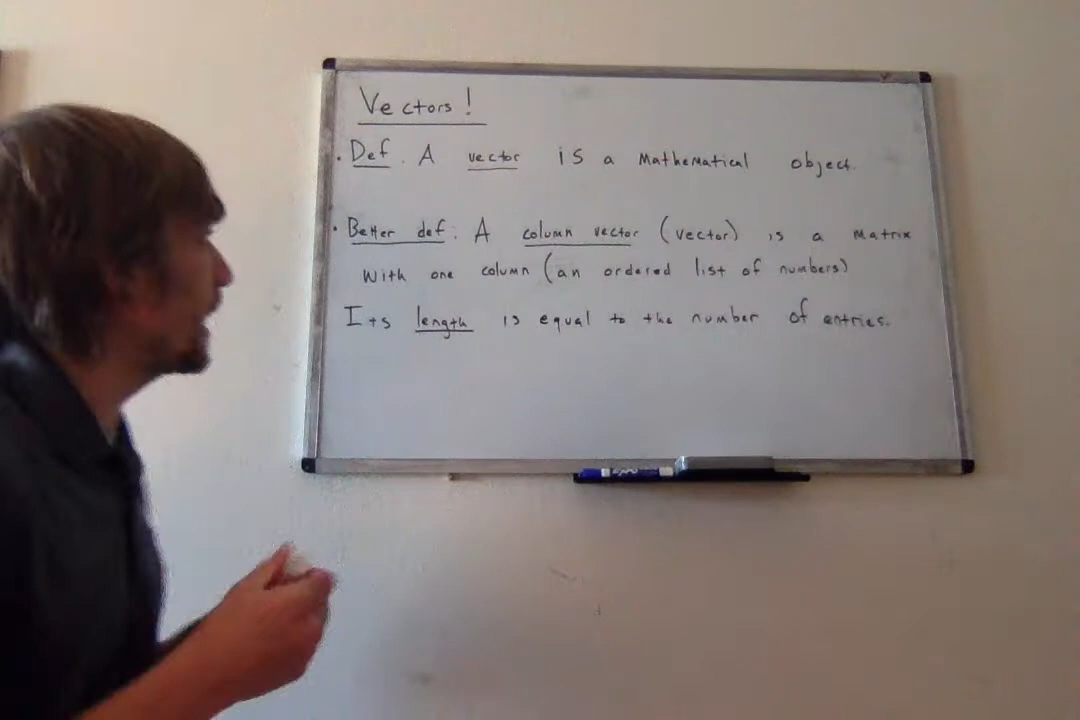 Vectors!
. Def. A vector is a mathematical object.
. Better def: A column vector (vector) is a matrix
with one column (an ordered list of numbers)
Its length is equal to the number of entries.
EXPO